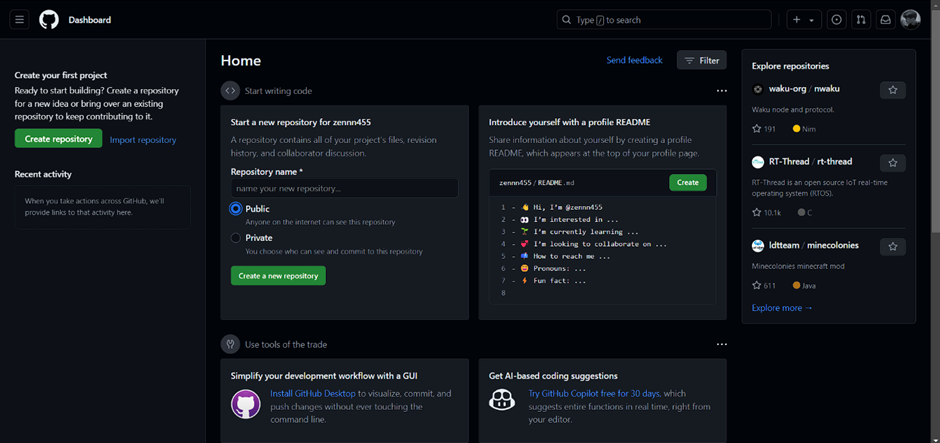 Dashboard
Type / to search
Create your first project
Ready to start building? Create a repository
for a new idea or bring over an existing
repository to keep contributing to it.
Create repository
Import repository
Recent activity
When you take actions across GitHub, we'll
provide links to that activity here.
Home
Send feedback
Filter
Start writing code
Start a new repository for zennn455
A repository contains all of your project's files, revision
history, and collaborator discussion.
Repository name *
name your new repository...
Public
Anyone on the internet can see this repository
Private
You choose who can see and commit to this repository
Create a new repository
Introduce yourself with a profile README
Share information about yourself by creating a profile
README, which appears at the top of your profile page.
zennn455 / README.md
Create
1 - 👋 Hi, I'm @zennn455
2 - 👀 I'm interested in ...
3 - 🌱 I'm currently learning ...
4 - 💞️ I'm looking to collaborate on ...
5 - 📫 How to reach me ...
6 - 😄 Pronouns: ...
7 - ⚡ Fun fact: ...
8
Use tools of the trade
Simplify your development workflow with a GUI
Install GitHub Desktop to visualize, commit, and
push changes without ever touching the
command line.
Get AI-based coding suggestions
Try GitHub Copilot free for 30 days, which
suggests entire functions in real time, right from
your editor.
Explore repositories
waku-org / nwaku
Waku node and protocol.
191 Nim
RT-Thread / rt-thread
RT-Thread is an open source IoT real-time
operating system (RTOS).
10.1k C
ldtteam / minecolonies
Minecolonies minecraft mod
611 Java
Explore more →